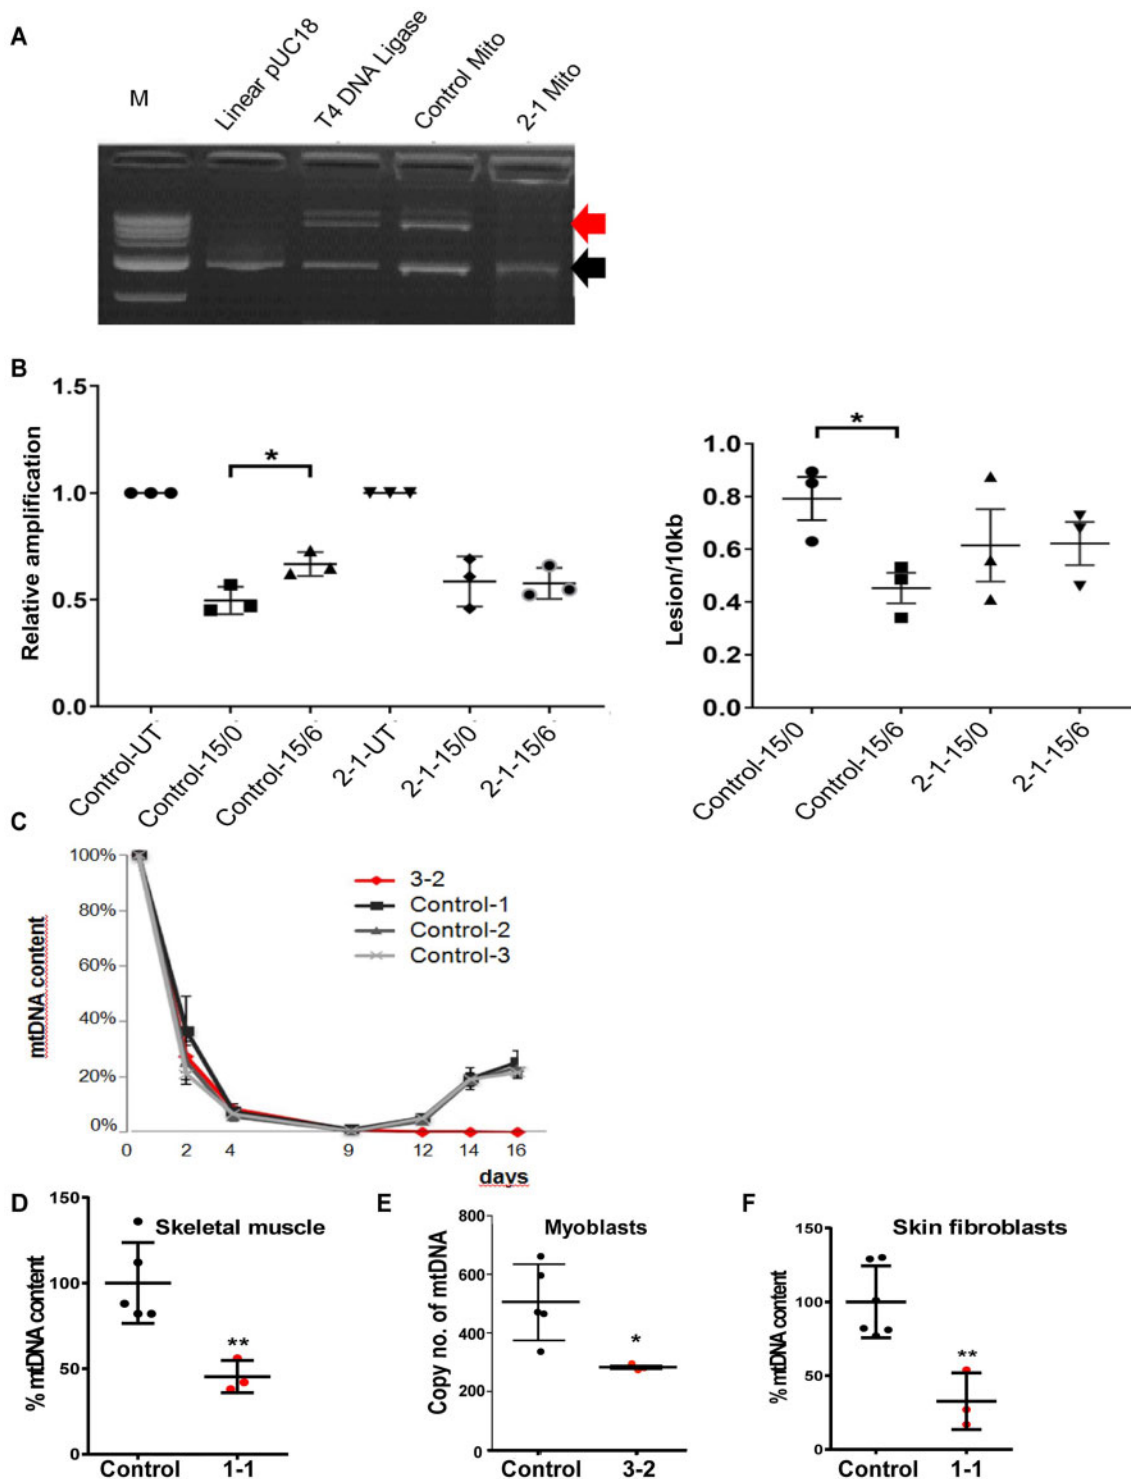 A
M
Linear pUC18
T4 DNA Ligase
Control Mito
2-1 Mito
B
Relative amplification
1.5
1.0
0.5
0.0
*
Control-UT
Control-15/0
Control-15/6
2-1-UT
2-1-15/0
2-1-15/6
Lesion/10kb
1.0
0.8
0.6
0.4
0.2
0.0
*
Control-15/0
Control-15/6
2-1-15/0
2-1-15/6
C
mtDNA content
100%
80%
60%
40%
20%
0%
3-2
Control-1
Control-2
Control-3
0 2 4 9 12 14 16
days
D
Skeletal muscle
% mtDNA content
150
100
50
0
**
Control 1-1
E
Myoblasts
Copy no. of mtDNA
800
600
400
200
0
*
Control 3-2
F
Skin fibroblasts
% mtDNA content
150
100
50
0
**
Control 1-1